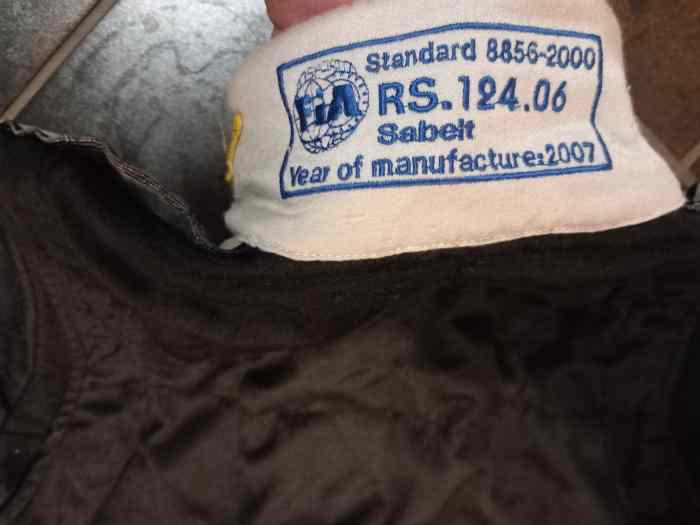 Standard 8856-2000
FIA
RS.124.06
Sabelt
Year of manufacture:2007